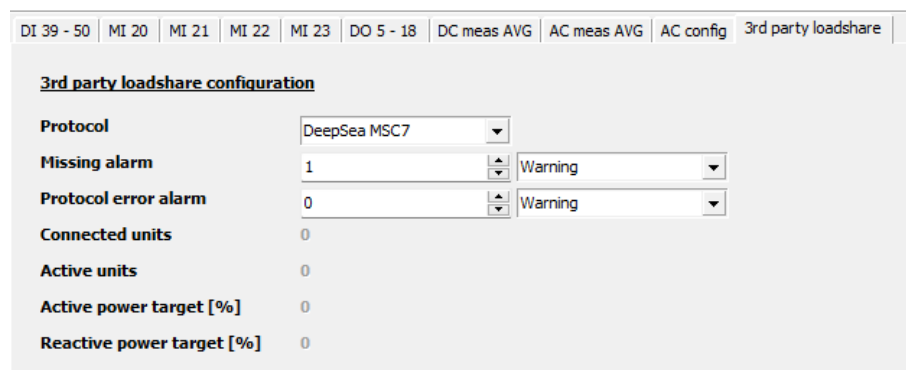 DI 39 - 50 MI 20 MI 21 MI 22 MI 23 DO 5 - 18 DC meas AVG AC meas AVG AC config 3rd party loadshare
3rd party loadshare configuration
Protocol DeepSea MSC7
Missing alarm 1 Warning
Protocol error alarm 0 Warning
Connected units 0
Active units 0
Active power target [%] 0
Reactive power target [%] 0